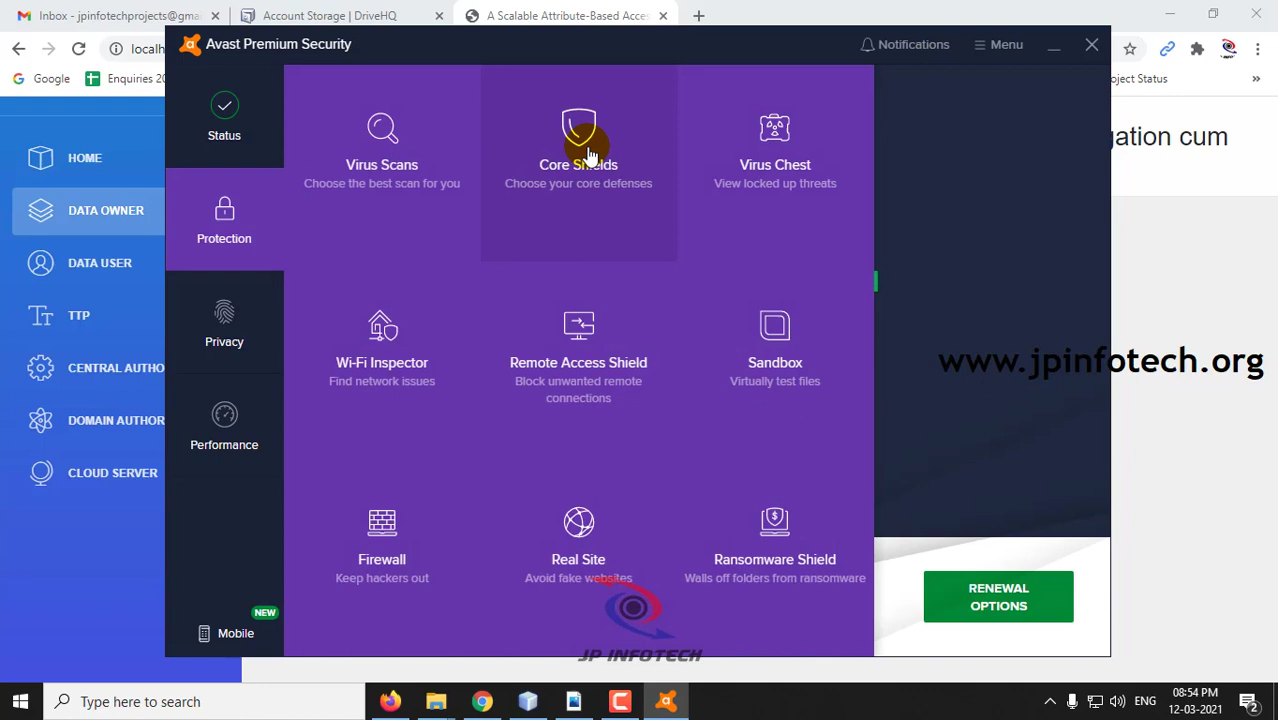 Inbox - jpinfotechprojects@gma
Account Storage | DriveHQ
A Scalable Attribute-Based Acces
Avast Premium Security
Notifications
Menu
Google
Enquiries 20
oject Status
»
gation cum
HOME
DATA OWNER
DATA USER
TTP
CENTRAL AUTHO
DOMAIN AUTHOR
CLOUD SERVER
Status
Protection
Privacy
Performance
NEW
Mobile
Virus Scans
Choose the best scan for you
Core Shields
Choose your core defenses
Virus Chest
View locked up threats
Wi-Fi Inspector
Find network issues
Remote Access Shield
Block unwanted remote
connections
Sandbox
Virtually test files
Firewall
Keep hackers out
Real Site
Avoid fake websites
Ransomware Shield
Walls off folders from ransomware
www.jpinfotech.org
RENEWAL
OPTIONS
JP INFOTECH
Type here to search
ENG
08:54 PM
12-03-2021
2